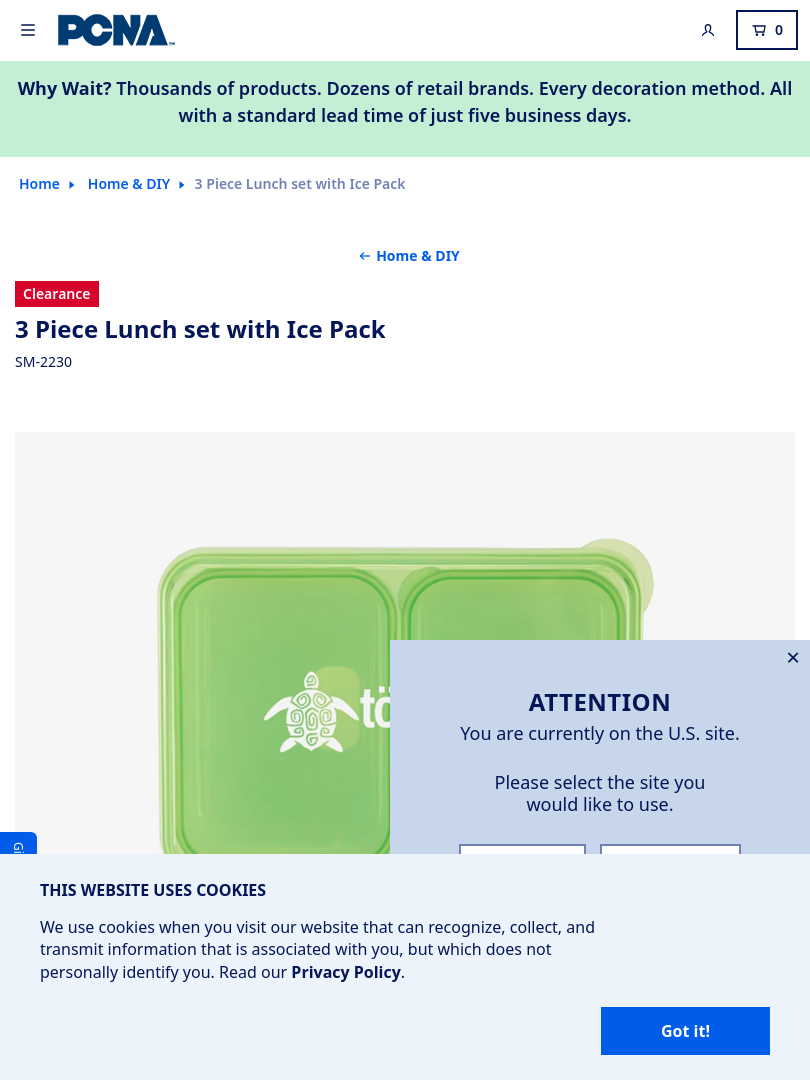 PCNA
0
Why Wait? Thousands of products. Dozens of retail brands. Every decoration method. All
with a standard lead time of just five business days.
Home
Home & DIY
3 Piece Lunch set with Ice Pack
Home & DIY
Clearance
3 Piece Lunch set with Ice Pack
SM-2230
ATTENTION
You are currently on the U.S. site.
Please select the site you
would like to use.
THIS WEBSITE USES COOKIES
We use cookies when you visit our website that can recognize, collect, and
transmit information that is associated with you, but which does not
personally identify you. Read our Privacy Policy.
Got it!